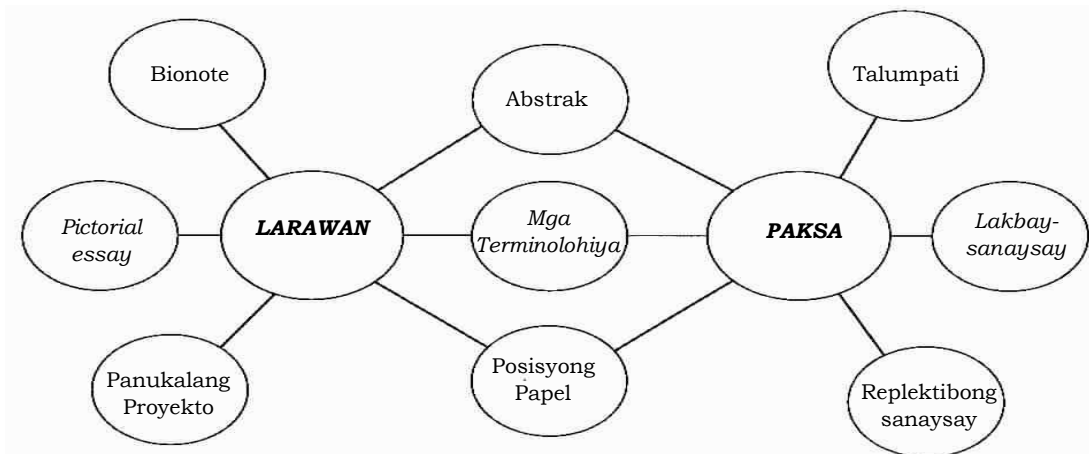 Bionote
Abstrak
Talumpati
Pictorial
essay
LARAWAN
Mga
Terminolohiya
PAKSA
Lakbay-
sanaysay
Panukalang
Proyekto
Posisyong
Papel
Replektibong
sanaysay